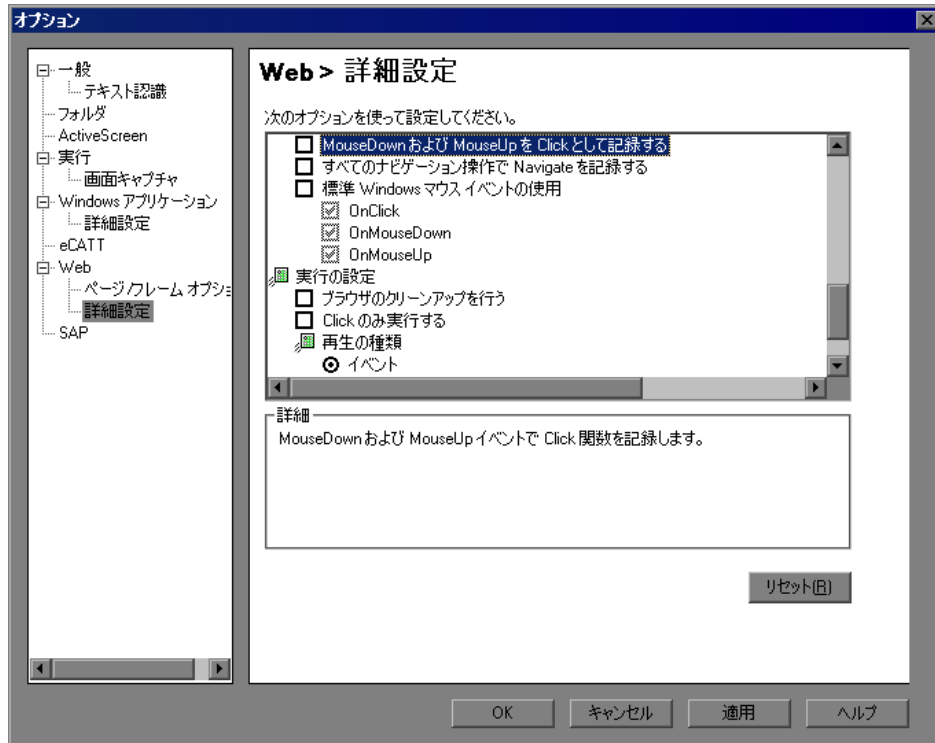 オプション
一般
テキスト認識
フォルダ
ActiveScreen
実行
画面キャプチャ
Windows アプリケーション
詳細設定
eCATT
Web
ページ/フレーム オプショ
詳細設定
SAP
Web > 詳細設定
次のオプションを使って設定してください。
MouseDown および MouseUp を Click として記録する
すべてのナビゲーション操作で Navigate を記録する
標準 Windows マウス イベントの使用
OnClick
OnMouseDown
OnMouseUp
実行の設定
ブラウザのクリーンアップを行う
Click のみ実行する
再生の種類
イベント
詳細
MouseDown および MouseUp イベントで Click 関数を記録します。
リセット(R)
OK
キャンセル
適用
ヘルプ